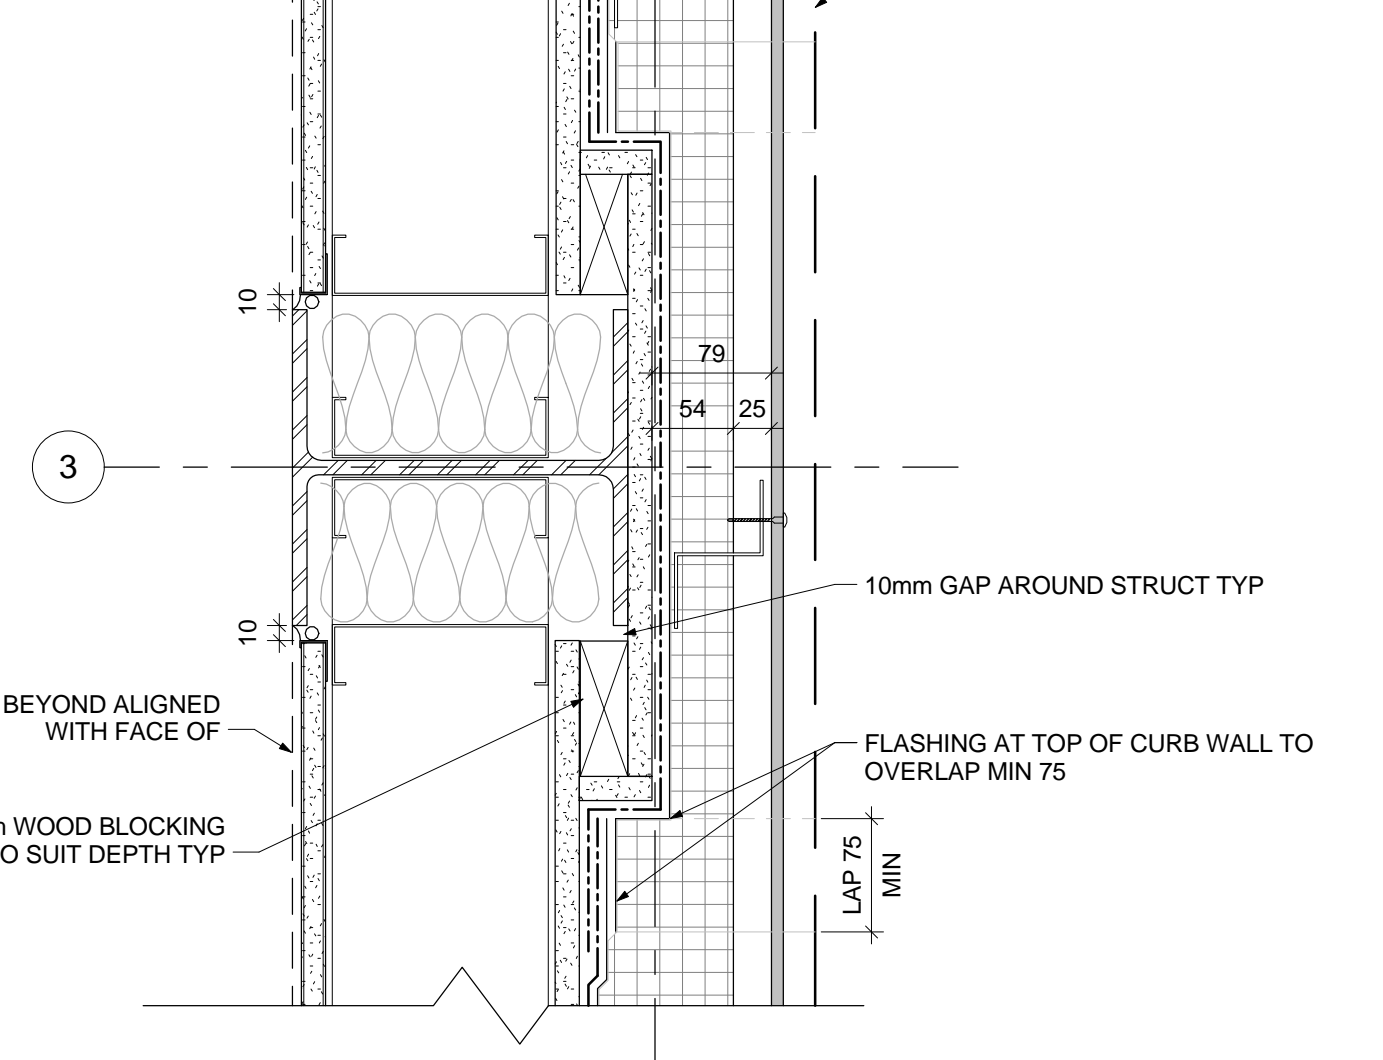 10
79
54 25
3
10mm GAP AROUND STRUCT TYP
10
BEYOND ALIGNED
WITH FACE OF
FLASHING AT TOP OF CURB WALL TO
OVERLAP MIN 75
WOOD BLOCKING
SUIT DEPTH TYP
LAP 75
MIN